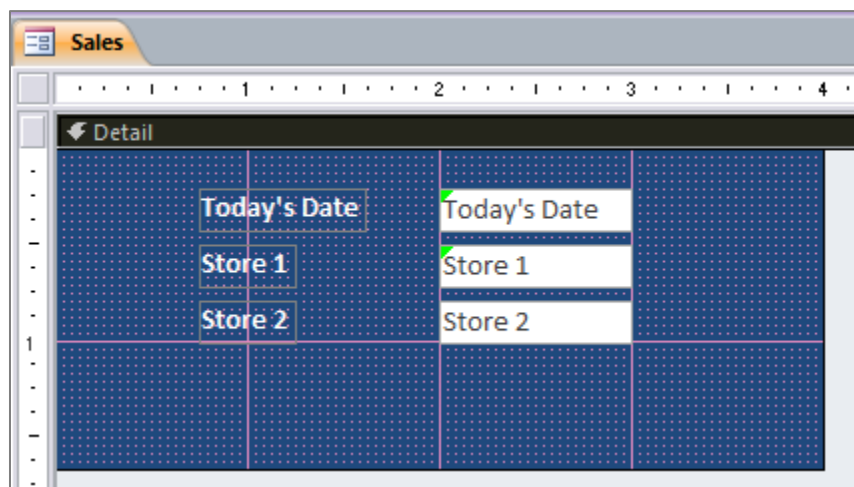 Sales
1 2 3 4
Detail
Today's Date Today's Date
Store 1 Store 1
Store 2 Store 2
1